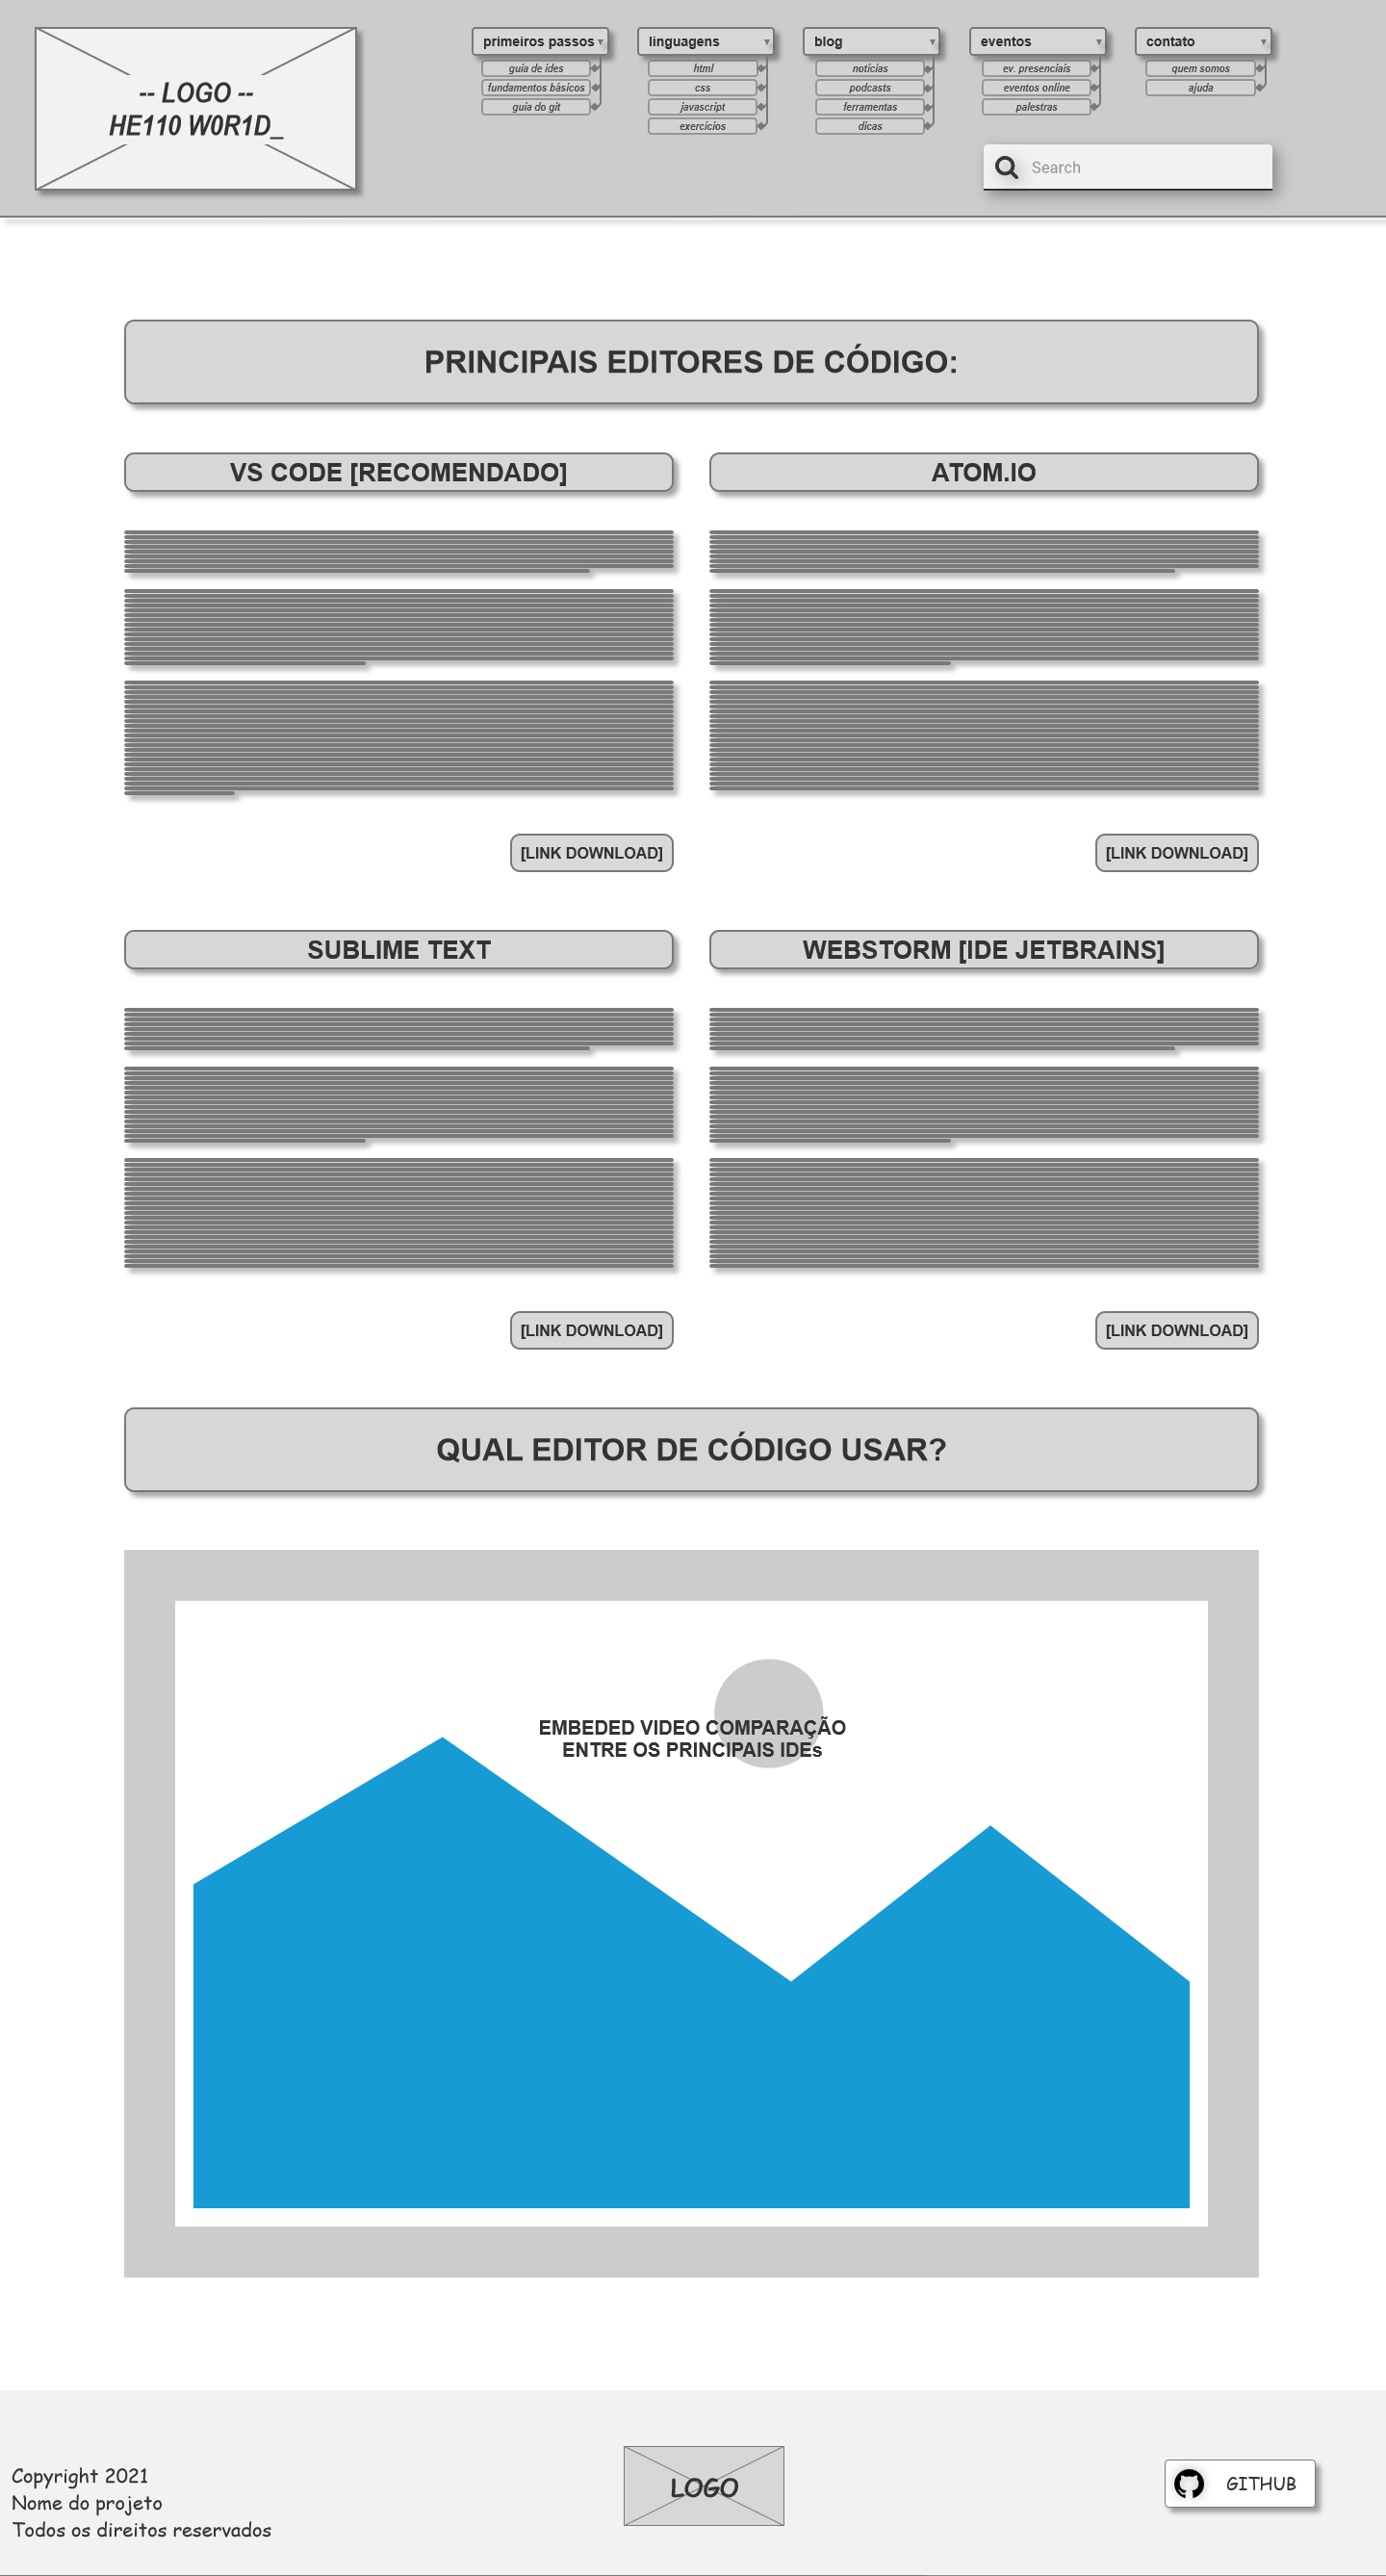 -- LOGO --
HE110 W0R1D_
primeiros passos ▾
guia de ides
fundamentos básicos
guia do git
linguagens ▾
html
css
javascript
exercícios
blog ▾
notícias
podcasts
ferramentas
dicas
eventos ▾
ev. presenciais
eventos online
palestras
contato ▾
quem somos
ajuda
Search
PRINCIPAIS EDITORES DE CÓDIGO:
VS CODE [RECOMENDADO]
ATOM.IO
[LINK DOWNLOAD]
[LINK DOWNLOAD]
SUBLIME TEXT
WEBSTORM [IDE JETBRAINS]
[LINK DOWNLOAD]
[LINK DOWNLOAD]
QUAL EDITOR DE CÓDIGO USAR?
EMBEDED VIDEO COMPARAÇÃO
ENTRE OS PRINCIPAIS IDEs
Copyright 2021
Nome do projeto
Todos os direitos reservados
LOGO
GITHUB